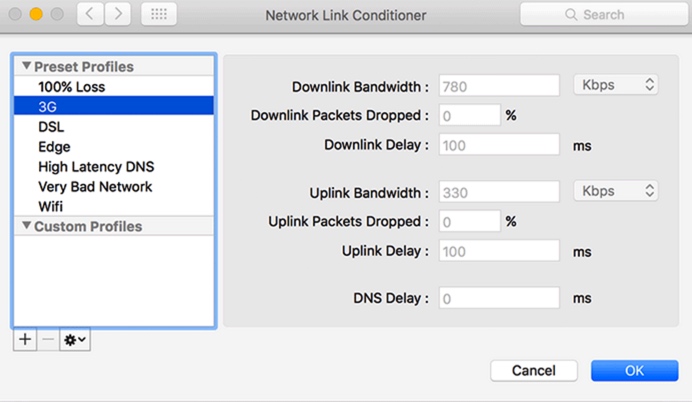 Network Link Conditioner
Search
Preset Profiles
100% Loss
3G
DSL
Edge
High Latency DNS
Very Bad Network
Wifi
Custom Profiles
Downlink Bandwidth : 780 Kbps
Downlink Packets Dropped : 0 %
Downlink Delay : 100 ms
Uplink Bandwidth : 330 Kbps
Uplink Packets Dropped : 0 %
Uplink Delay : 100 ms
DNS Delay : 0 ms
Cancel
OK